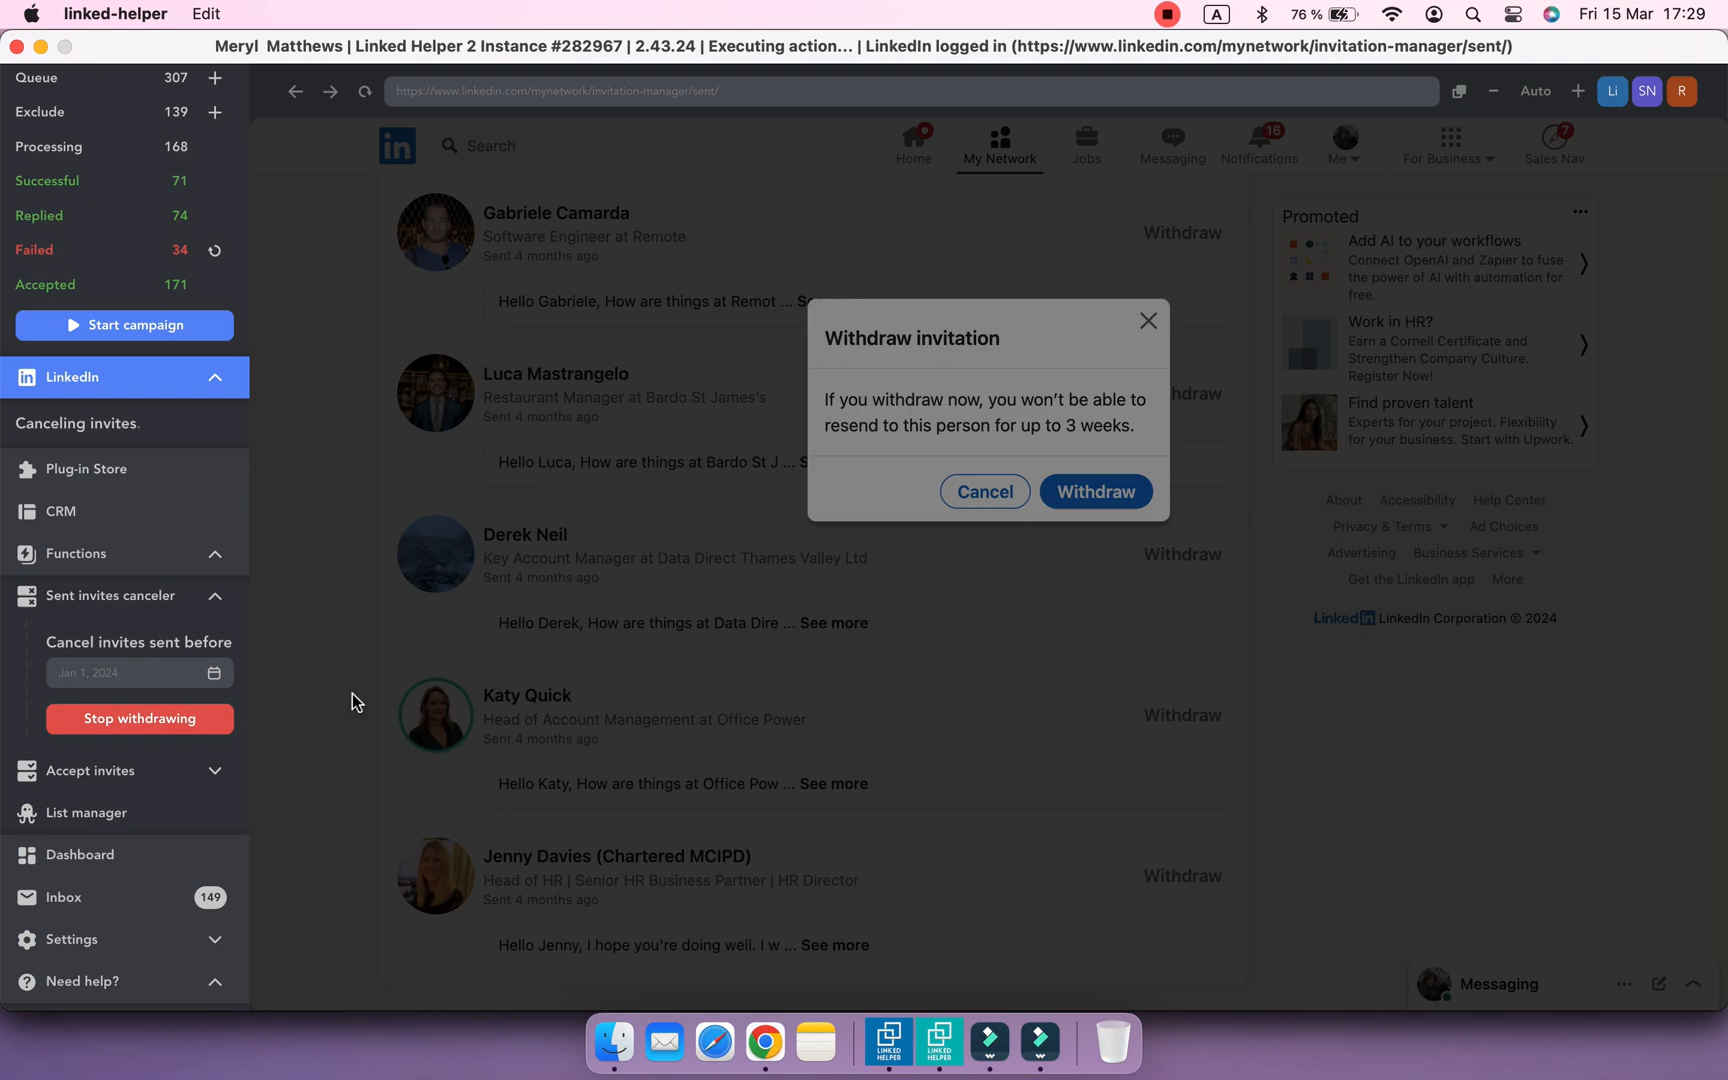 linked-helper Edit A 76 % Fri 15 Mar 17:29
Meryl Matthews | Linked Helper 2 Instance #282967 | 2.43.24 | Executing action... | LinkedIn logged in (https://www.linkedin.com/mynetwork/invitation-manager/sent/)
Queue 307
Exclude 139
Processing 168
Successful 71
Replied 74
Failed 34
Accepted 171
Start campaign
in LinkedIn
Canceling invites.
Plug-in Store
CRM
Functions
Sent invites canceler
Cancel invites sent before
Jan 1, 2024
Stop withdrawing
Accept invites
List manager
Dashboard
Inbox 149
Settings
Need help?
https://www.linkedin.com/mynetwork/invitation-manager/sent/
Auto
Li SN R
in Search
Home
My Network
Jobs
Messaging
16
Notifications
Me
For Business
7
Sales Nav
Gabriele Camarda
Software Engineer at Remote
Sent 4 months ago
Withdraw
Hello Gabriele, How are things at Remot ... S
Luca Mastrangelo
Restaurant Manager at Bardo St James's
Sent 4 months ago
hdraw
Hello Luca, How are things at Bardo St J ... S
Derek Neil
Key Account Manager at Data Direct Thames Valley Ltd
Sent 4 months ago
Withdraw
Hello Derek, How are things at Data Dire ... See more
Katy Quick
Head of Account Management at Office Power
Sent 4 months ago
Withdraw
Hello Katy, How are things at Office Pow ... See more
Jenny Davies (Chartered MCIPD)
Head of HR | Senior HR Business Partner | HR Director
Sent 4 months ago
Withdraw
Hello Jenny, I hope you're doing well. I w ... See more
Withdraw invitation
If you withdraw now, you won't be able to
resend to this person for up to 3 weeks.
Cancel Withdraw
Promoted
Add AI to your workflows
Connect OpenAI and Zapier to fuse
the power of AI with automation for
free.
Work in HR?
Earn a Cornell Certificate and
Strengthen Company Culture.
Register Now!
Find proven talent
Experts for your project. Flexibility
for your business. Start with Upwork.
About Accessibility Help Center
Privacy & Terms Ad Choices
Advertising Business Services
Get the LinkedIn app More
Linkedin LinkedIn Corporation © 2024
Messaging
LINKED
HELPER
LINKED
HELPER